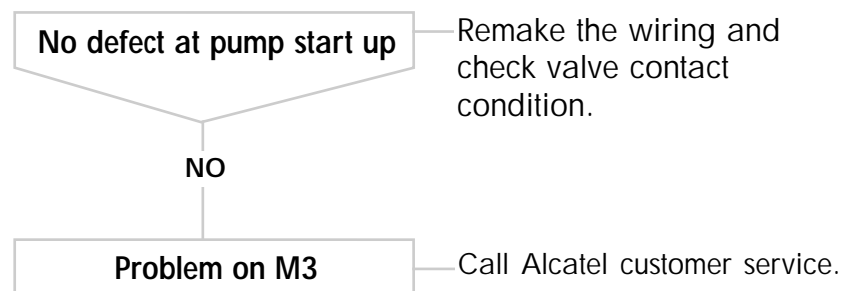 No defect at pump start up
Remake the wiring and
check valve contact
condition.
NO
Problem on M3
Call Alcatel customer service.